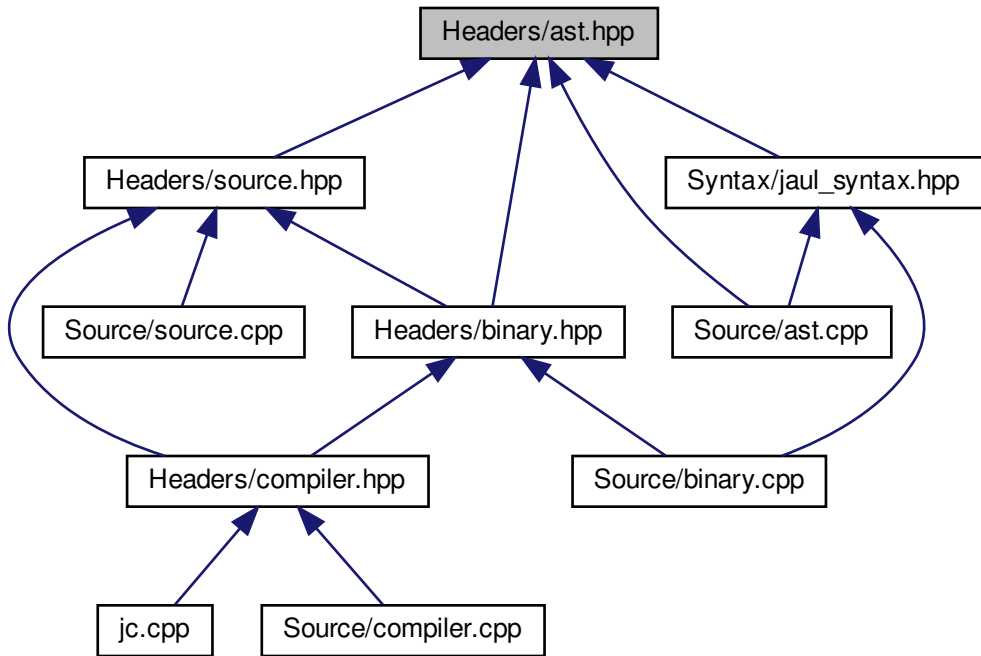 Headers/ast.hpp
Headers/source.hpp
Syntax/jaul_syntax.hpp
Source/source.cpp
Headers/binary.hpp
Source/ast.cpp
Headers/compiler.hpp
Source/binary.cpp
jc.cpp
Source/compiler.cpp